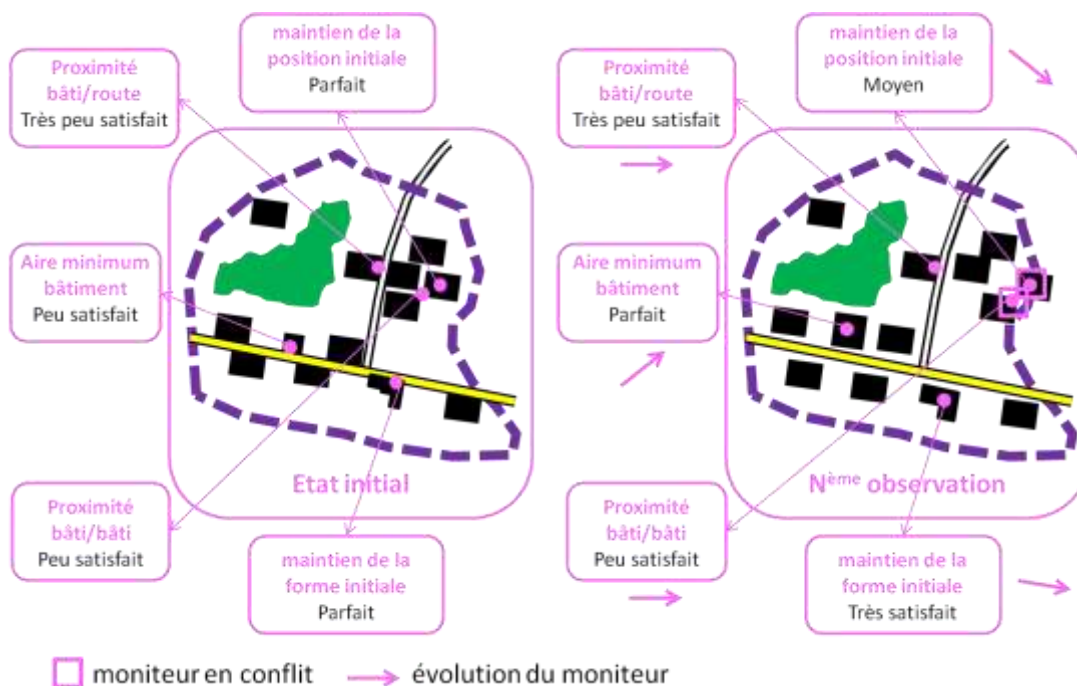 maintien de la
position initiale
Parfait
Proximité
bâti/route
Très peu satisfait
Aire minimum
bâtiment
Peu satisfait
Proximité
bâti/bâti
Peu satisfait
Etat initial
maintien de la
forme initiale
Parfait
maintien de la
position initiale
Moyen
Proximité
bâti/route
Très peu satisfait
Aire minimum
bâtiment
Parfait
Proximité
bâti/bâti
Peu satisfait
Nème observation
maintien de la
forme initiale
Très satisfait
moniteur en conflit
évolution du moniteur